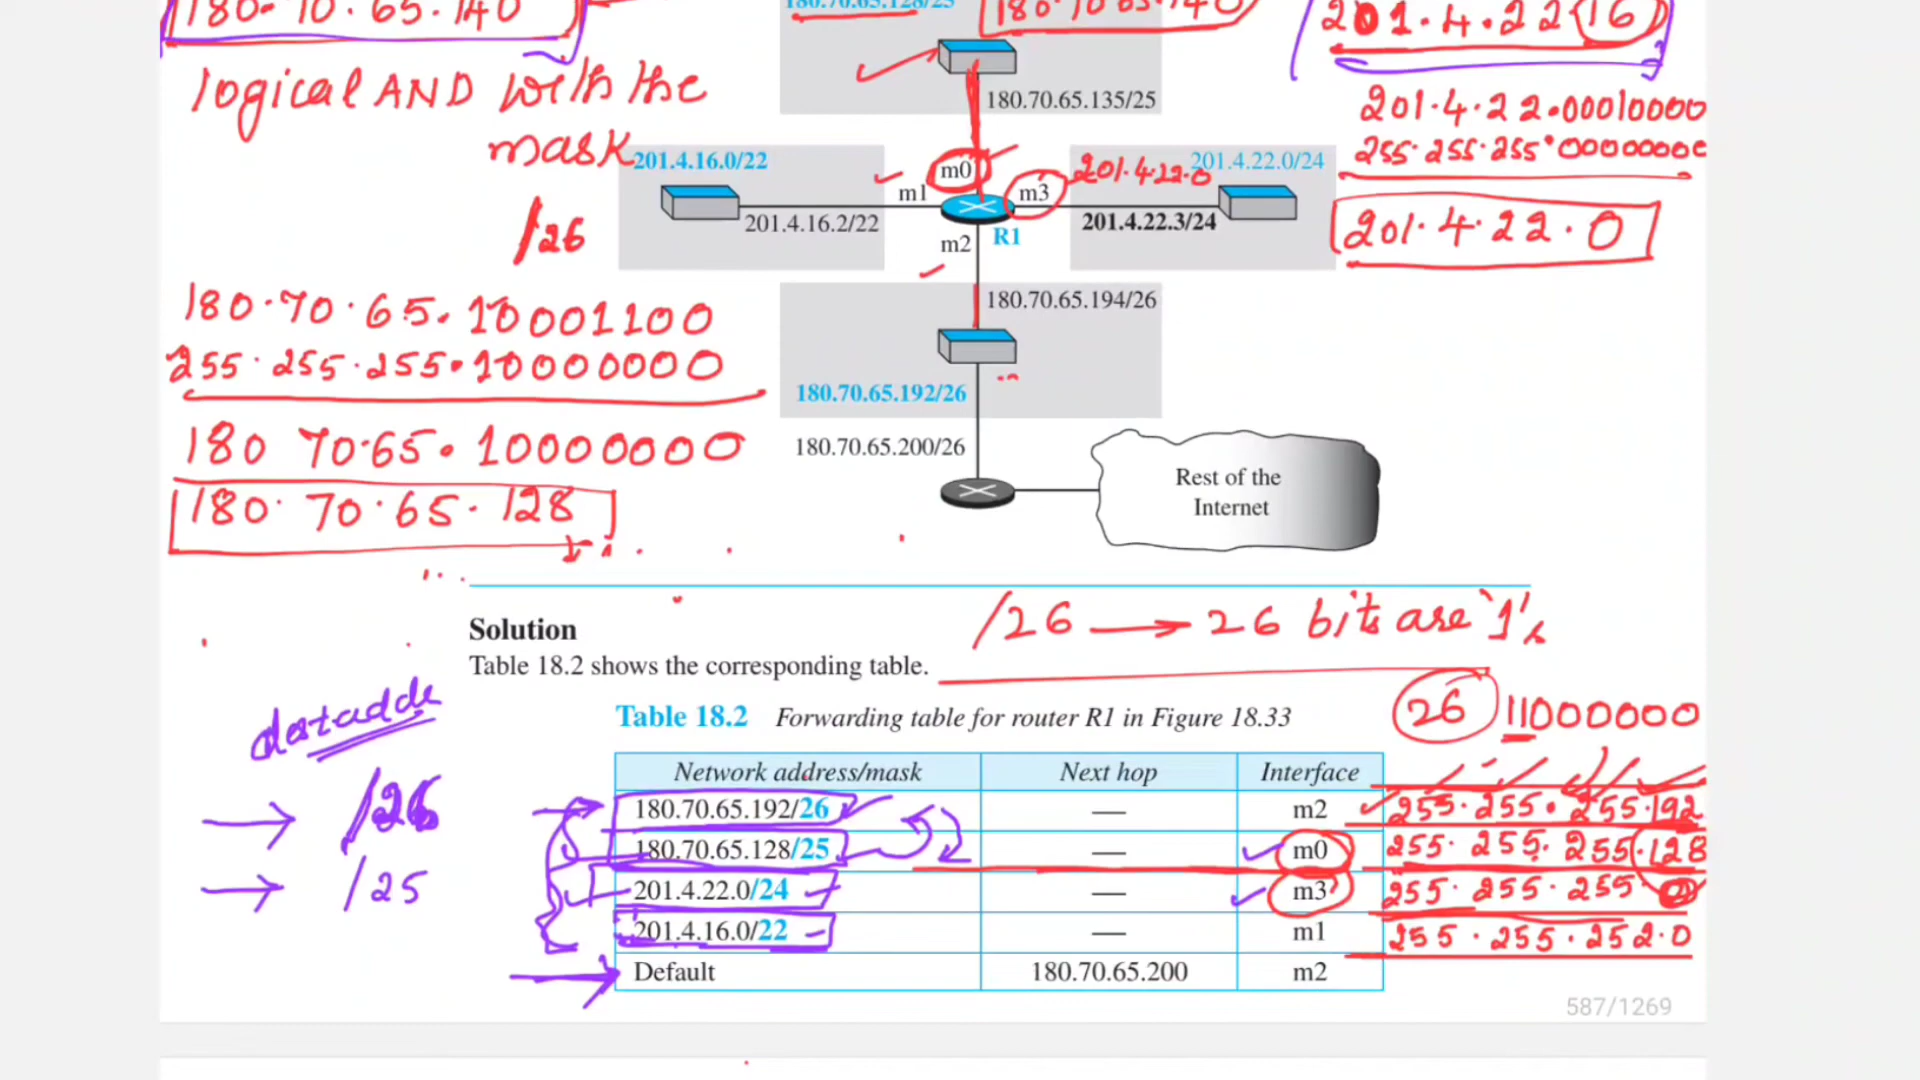 180.70.65.140
180.70.65.128/25
180.70.65.140
201.4.22.16
logical AND with the
mask
/26
180.70.65.10001100
255.255.255.10000000
180 70.65.10000000
180.70.65.128
180.70.65.135/25
201.4.16.0/22
m0
m1
201.4.16.2/22
m2
R1
m3
201.4.22.0
201.4.22.0/24
201.4.22.3/24
201.4.22.00010000
255.255.255.00000000
201.4.22.0
180.70.65.194/26
180.70.65.192/26
180.70.65.200/26
Rest of the
Internet
/26 → 26 bits are '1's
Solution
Table 18.2 shows the corresponding table.
Table 18.2 Forwarding table for router R1 in Figure 18.33
26 11000000
Network address/mask Next hop Interface
180.70.65.192/26 — m2 255.255.255.192
180.70.65.128/25 — m0 255.255.255.128
201.4.22.0/24 — m3 255.255.255.0
201.4.16.0/22 — m1 255.255.252.0
Default 180.70.65.200 m2
→ /26
→ /25
587/1269